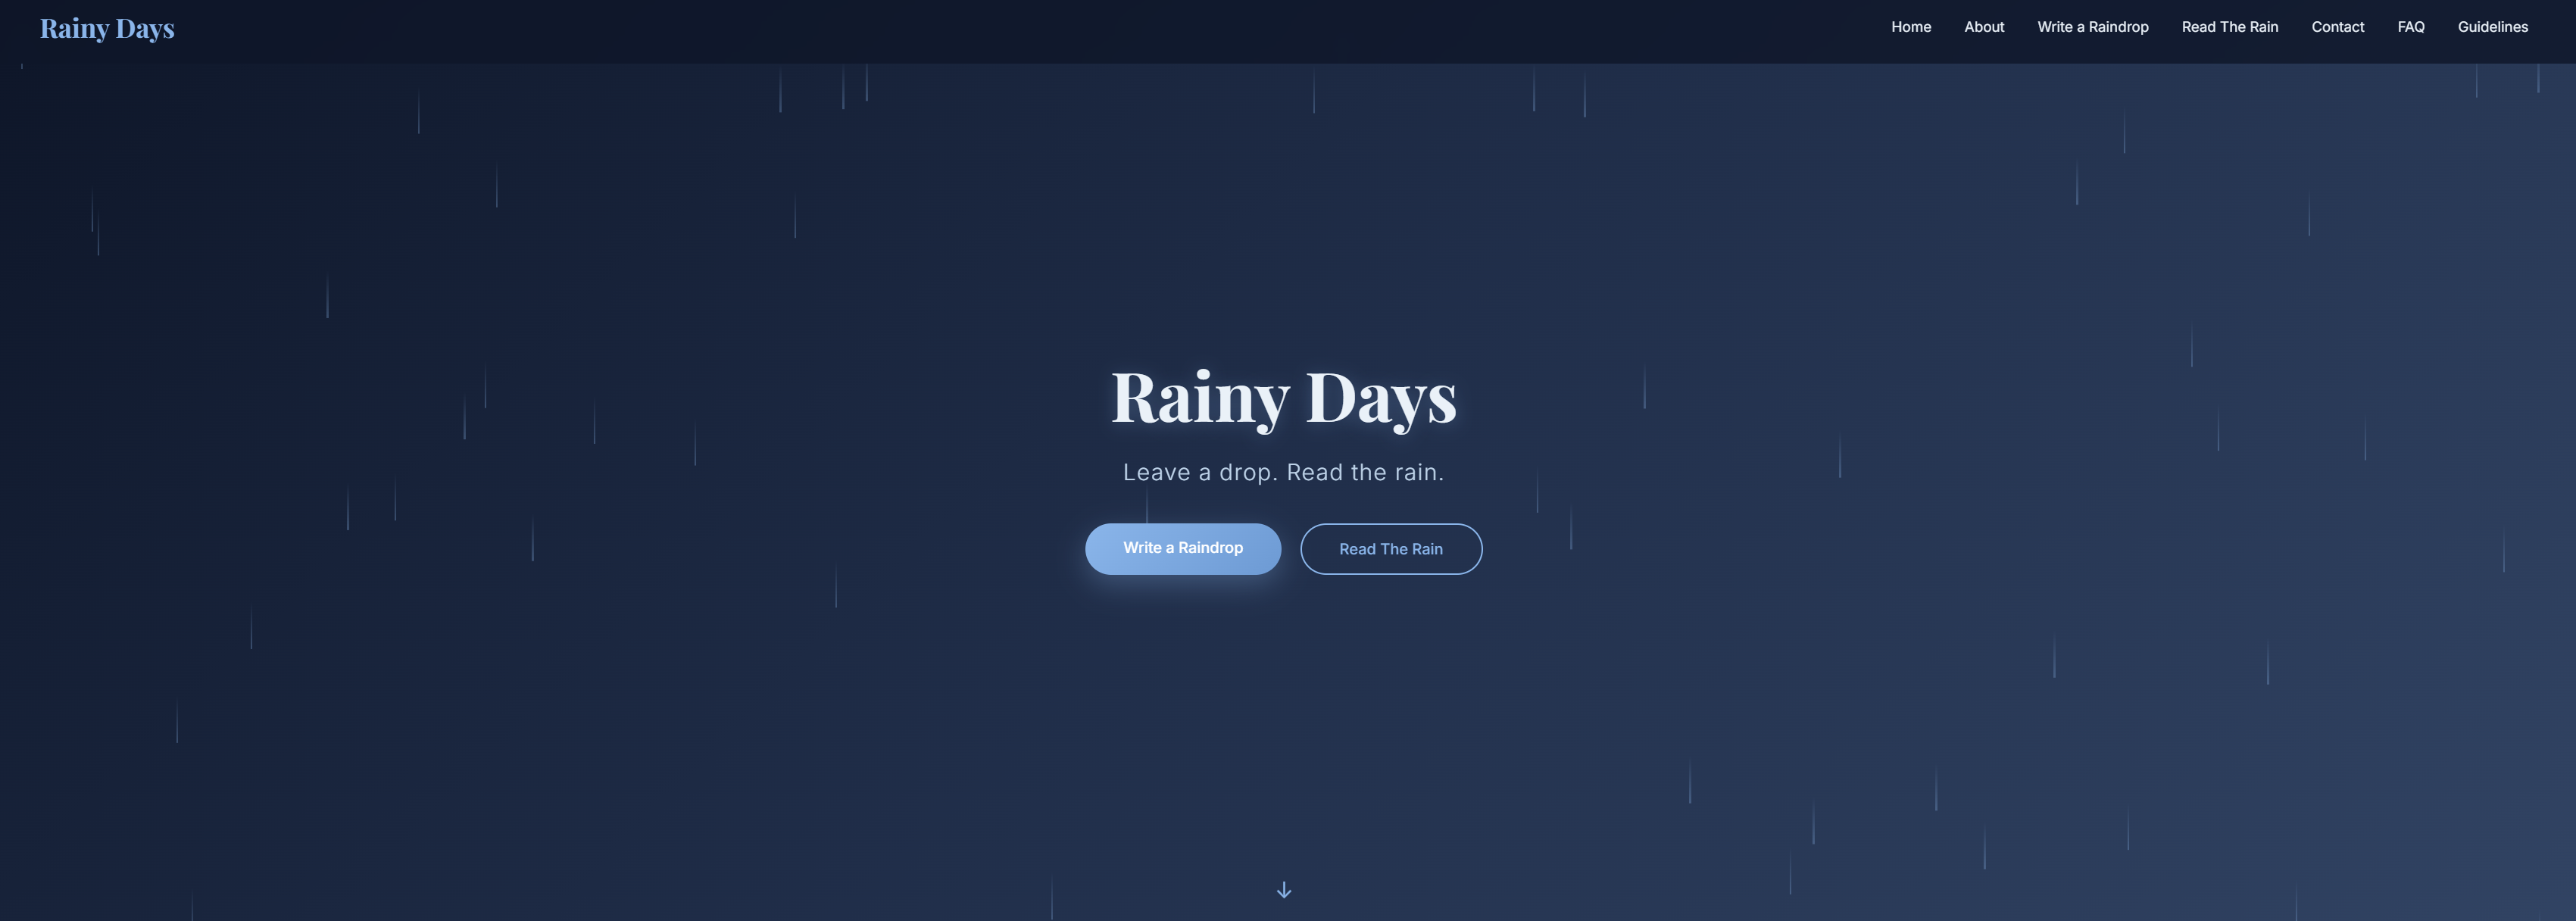 Rainy Days
Home About Write a Raindrop Read The Rain Contact FAQ Guidelines
Rainy Days
Leave a drop. Read the rain.
Write a Raindrop Read The Rain